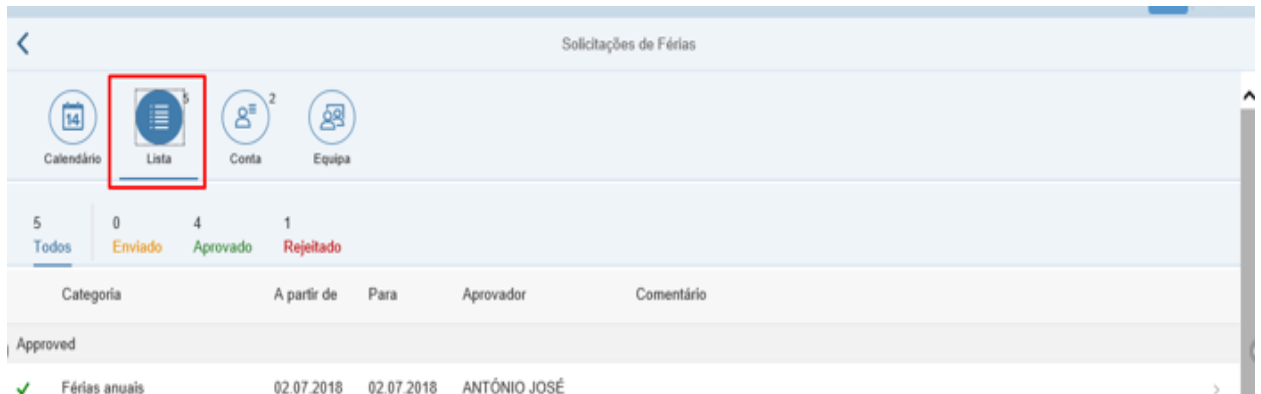 Solicitações de Férias
14
5
2
Calendário Lista Conta Equipa
5 0 4 1
Todos Enviado Aprovado Rejeitado
Categoria A partir de Para Aprovador Comentário
Approved
Férias anuais 02.07.2018 02.07.2018 ANTÓNIO JOSÉ